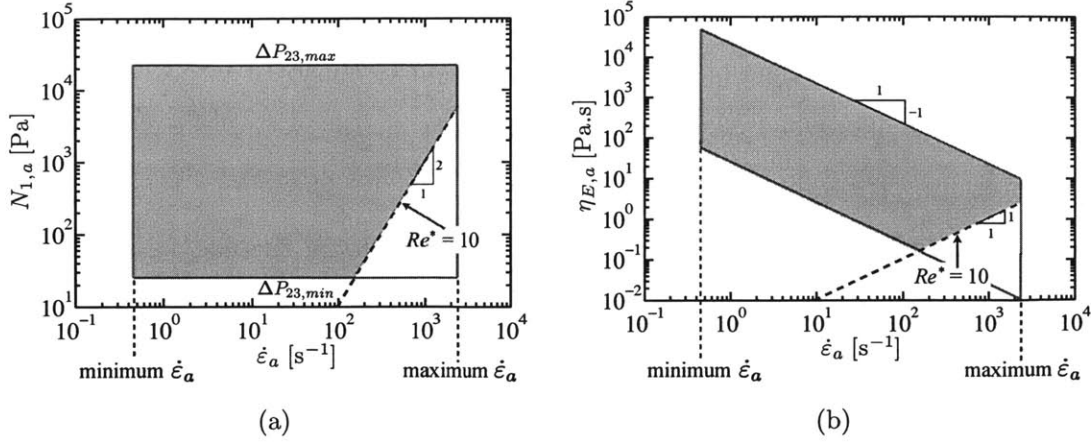 10^5
10^4
10^3
10^2
10^1
N_{1,a} [Pa]
ΔP_{23,max}
2
1
Re* = 10
ΔP_{23,min}
10^{-1} 10^0 10^1 10^2 10^3 10^4
ε̇_a [s^{-1}]
minimum ε̇_a
maximum ε̇_a
(a)
10^5
10^4
10^3
10^2
10^1
10^0
10^{-1}
10^{-2}
η_{E,a} [Pa.s]
1
-1
1
1
Re* = 10
10^{-1} 10^0 10^1 10^2 10^3 10^4
ε̇_a [s^{-1}]
minimum ε̇_a
maximum ε̇_a
(b)